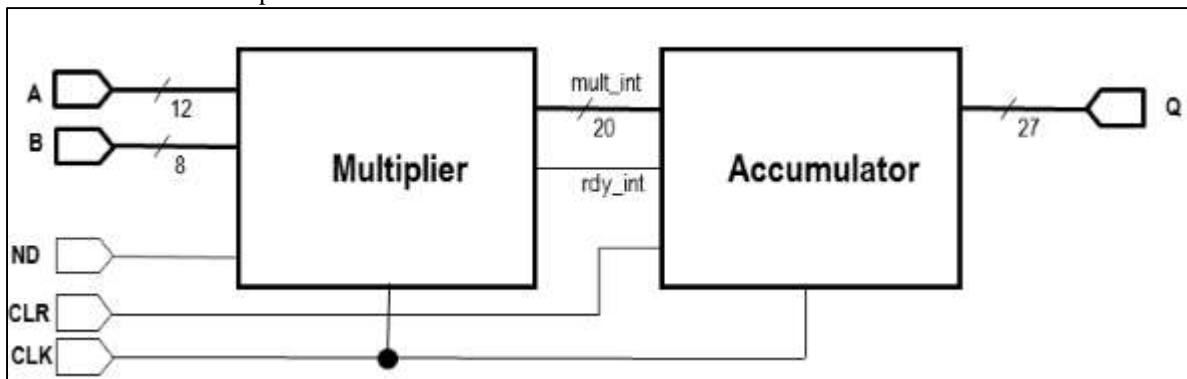 A
12
B
8
Multiplier
mult_int
20
rdy_int
Accumulator
27
Q
ND
CLR
CLK